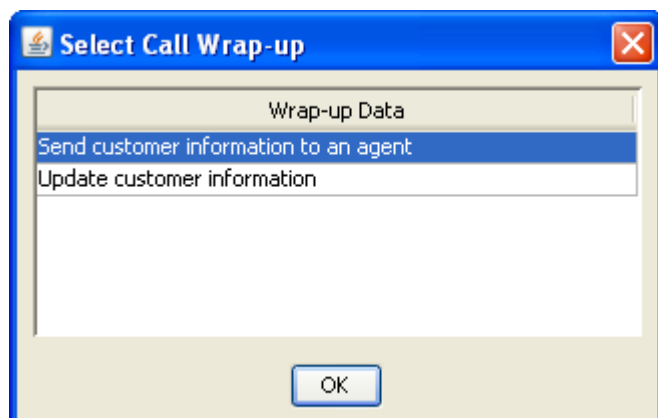 Select Call Wrap-up
Wrap-up Data
Send customer information to an agent
Update customer information
OK